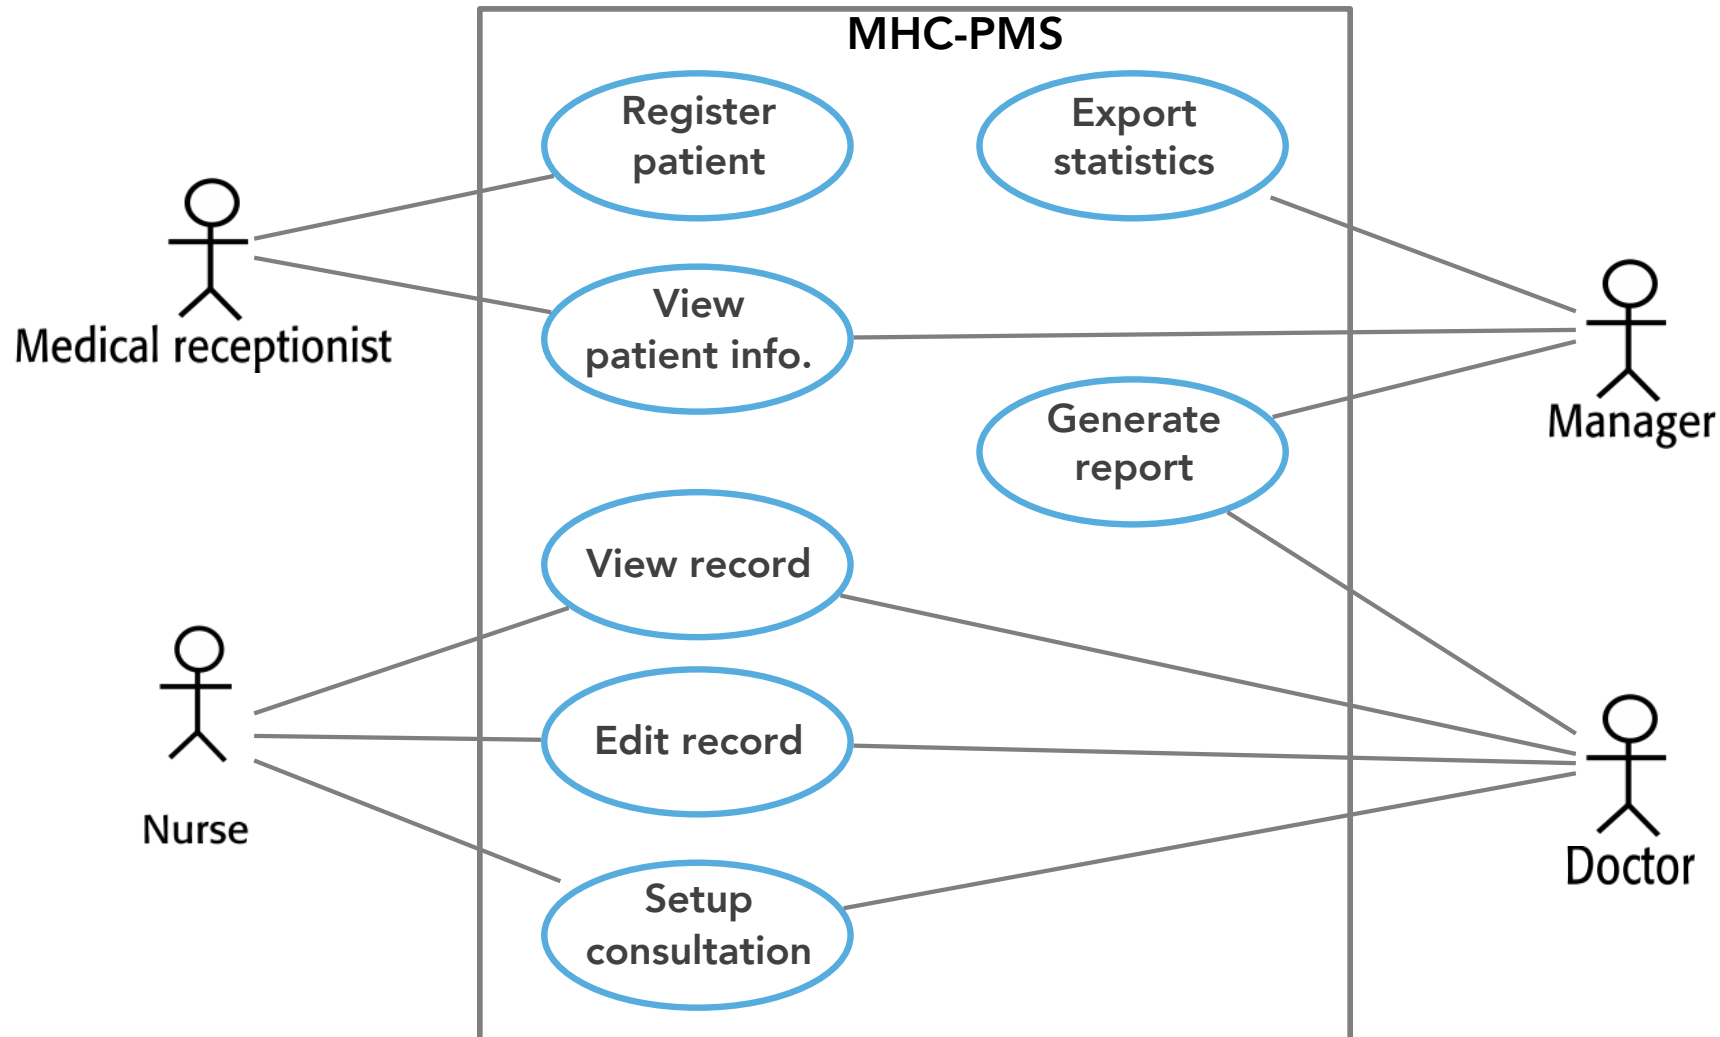 MHC-PMS
Register
patient
Export
statistics
Medical receptionist
View
patient info.
Manager
Generate
report
View record
Edit record
Nurse
Doctor
Setup
consultation